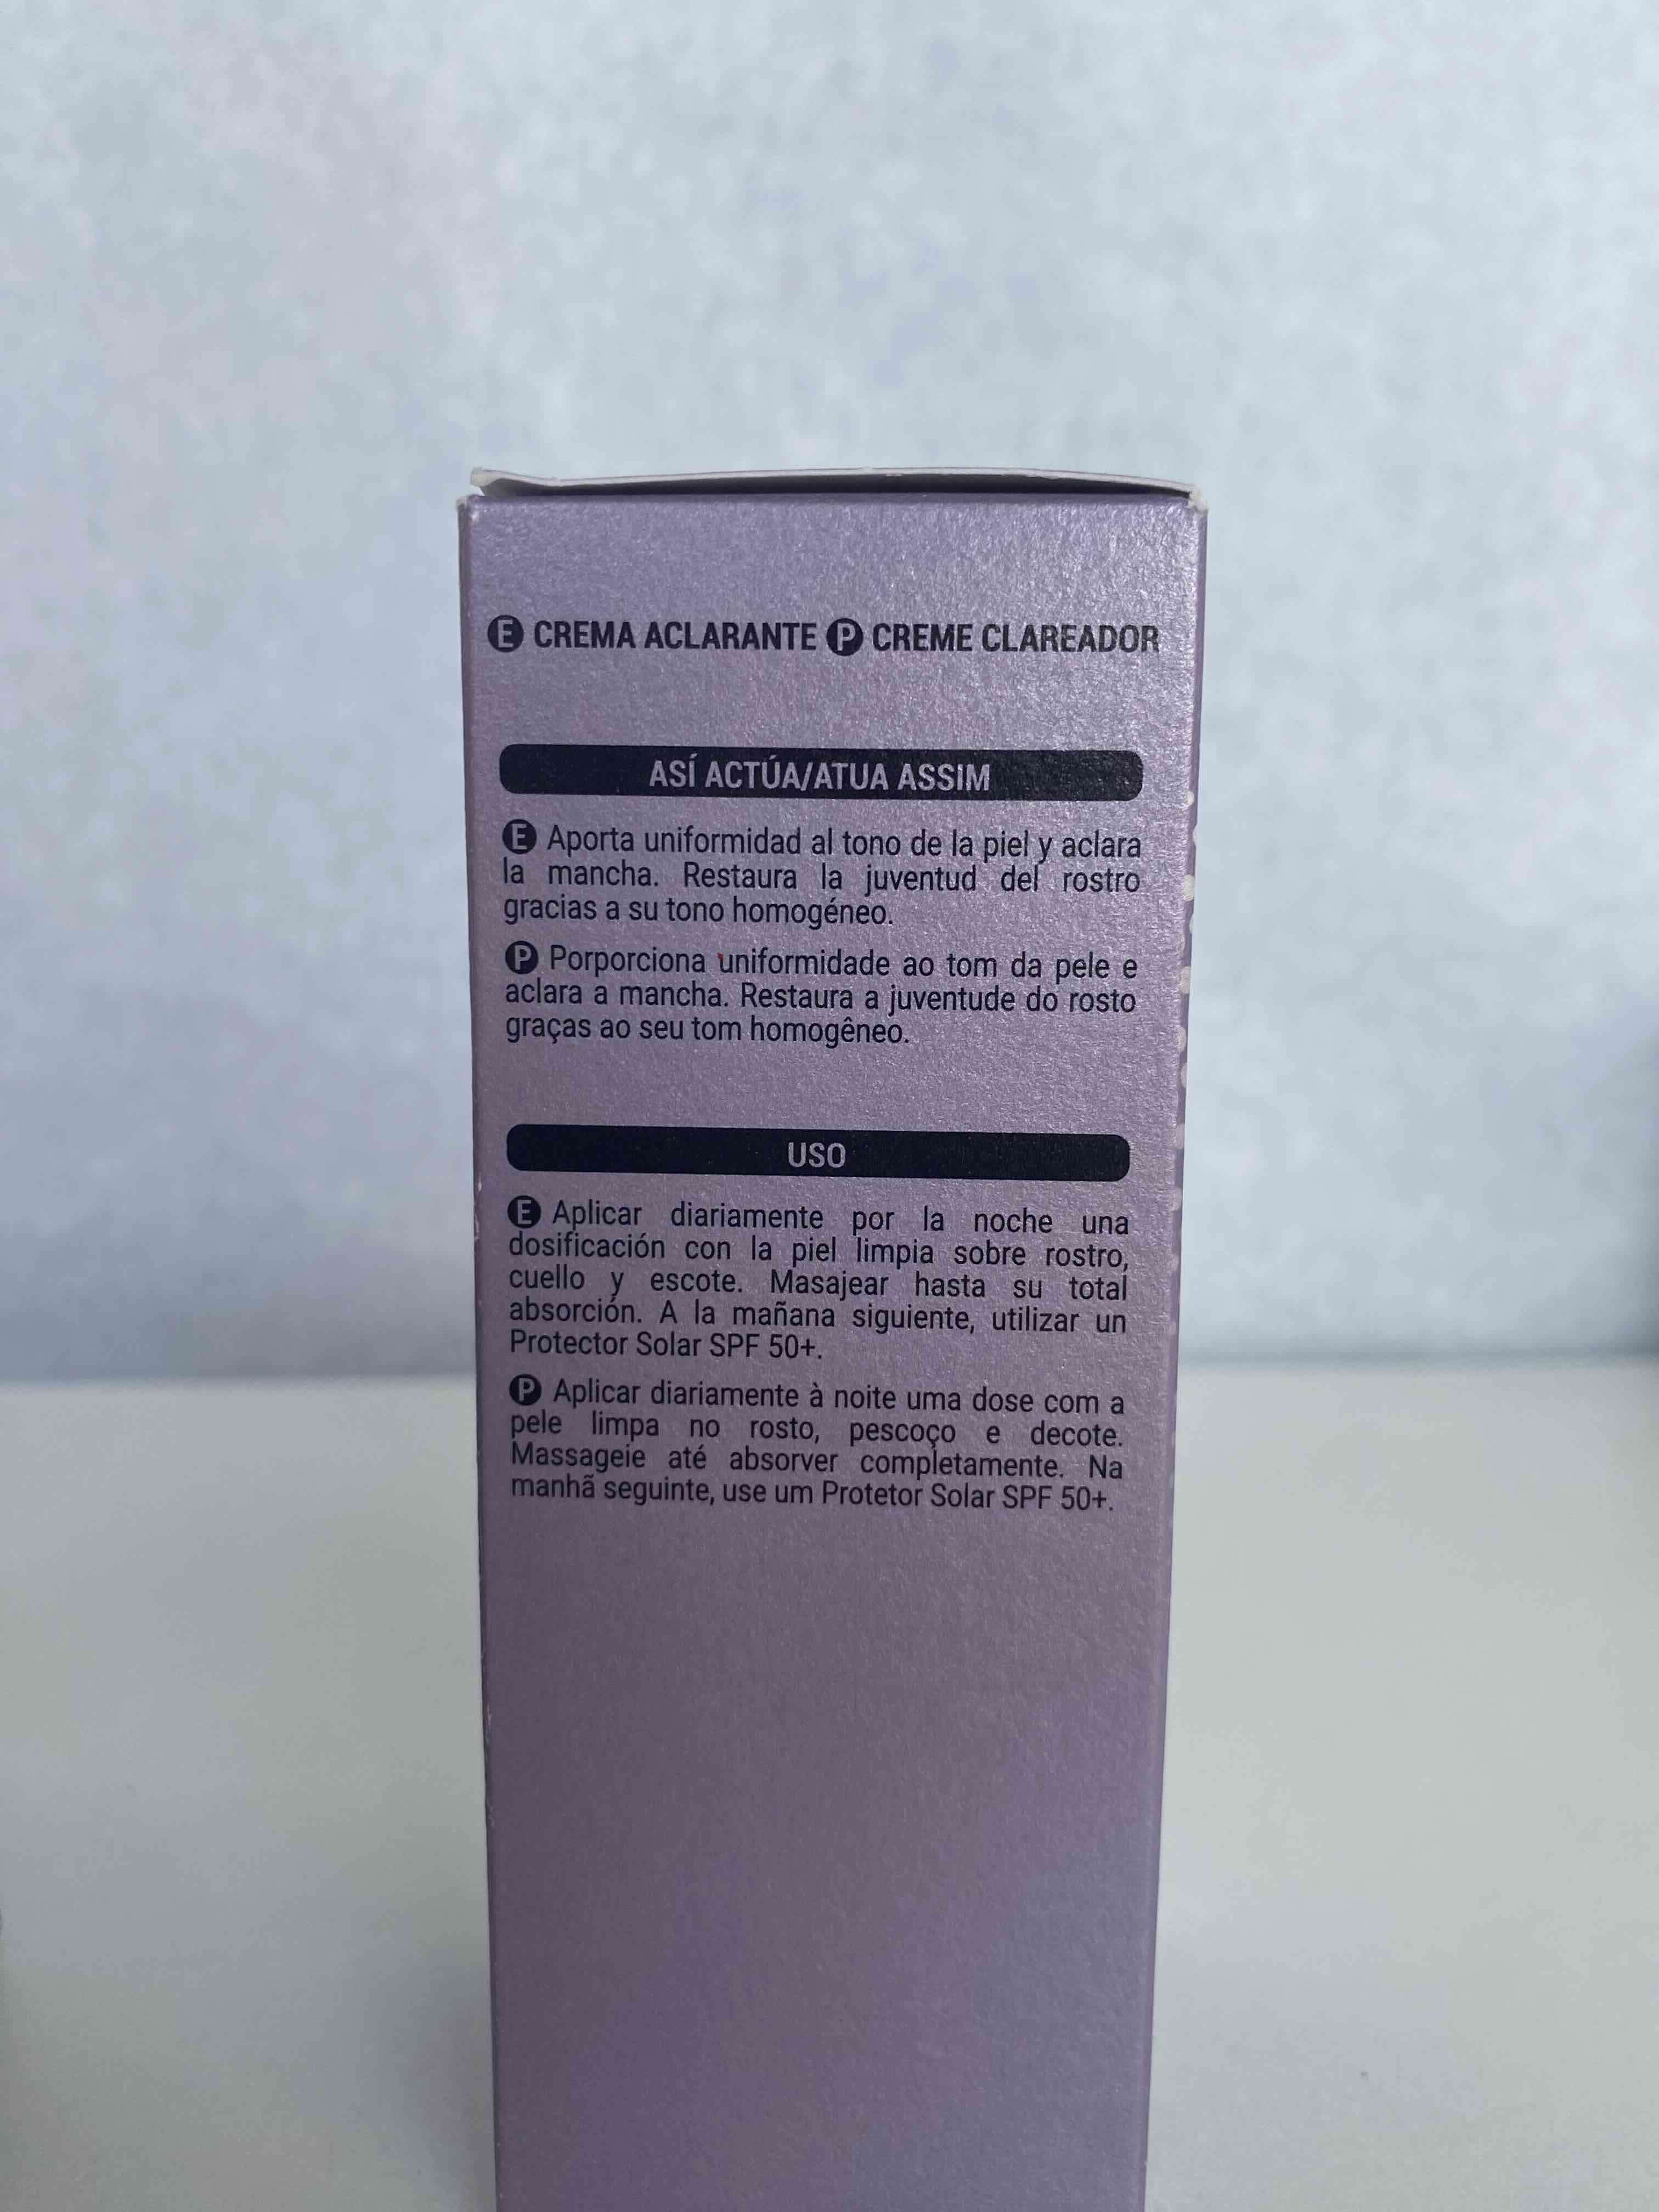 E CREMA ACLARANTE P CREME CLAREADOR
ASÍ ACTÚA/ATUA ASSIM
E Aporta uniformidad al tono de la piel y aclara
la mancha. Restaura la juventud del rostro
gracias a su tono homogéneo.
P Porporciona uniformidade ao tom da pele e
aclara a mancha. Restaura a juventude do rosto
graças ao seu tom homogêneo.
USO
E Aplicar diariamente por la noche una
dosificación con la piel limpia sobre rostro,
cuello y escote. Masajear hasta su total
absorción. A la mañana siguiente, utilizar un
Protector Solar SPF 50+.
P Aplicar diariamente à noite uma dose com a
pele limpa no rosto, pescoço e decote.
Massageie até absorver completamente. Na
manhã seguinte, use um Protetor Solar SPF 50+.